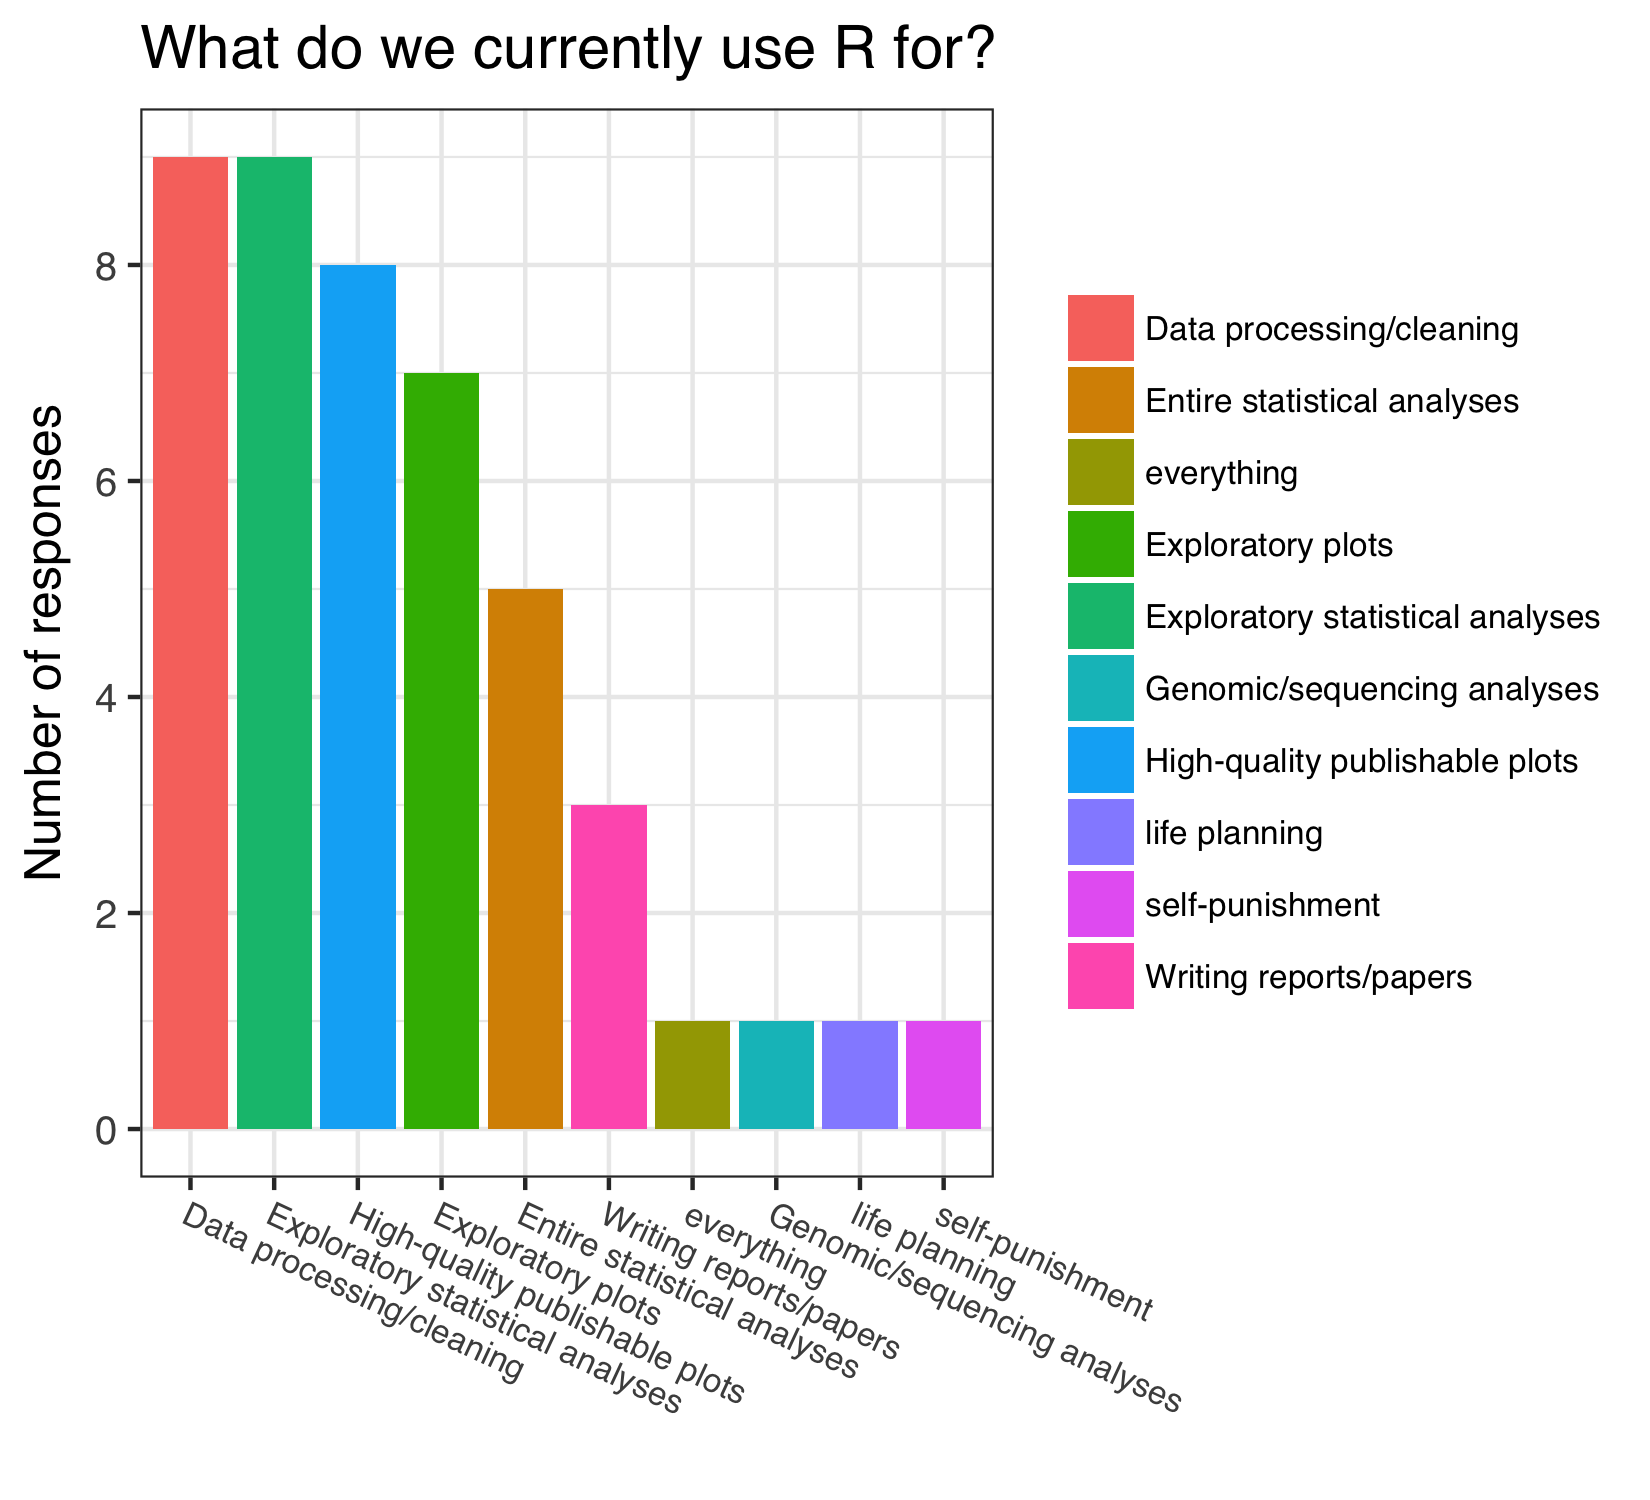 What do we currently use R for?
Number of responses
8
6
4
2
0
Data processing/cleaning
Exploratory statistical analyses
High-quality publishable plots
Exploratory plots
Entire statistical analyses
Writing reports/papers
everything
Genomic/sequencing analyses
life planning
self-punishment
Data processing/cleaning
Entire statistical analyses
everything
Exploratory plots
Exploratory statistical analyses
Genomic/sequencing analyses
High-quality publishable plots
life planning
self-punishment
Writing reports/papers